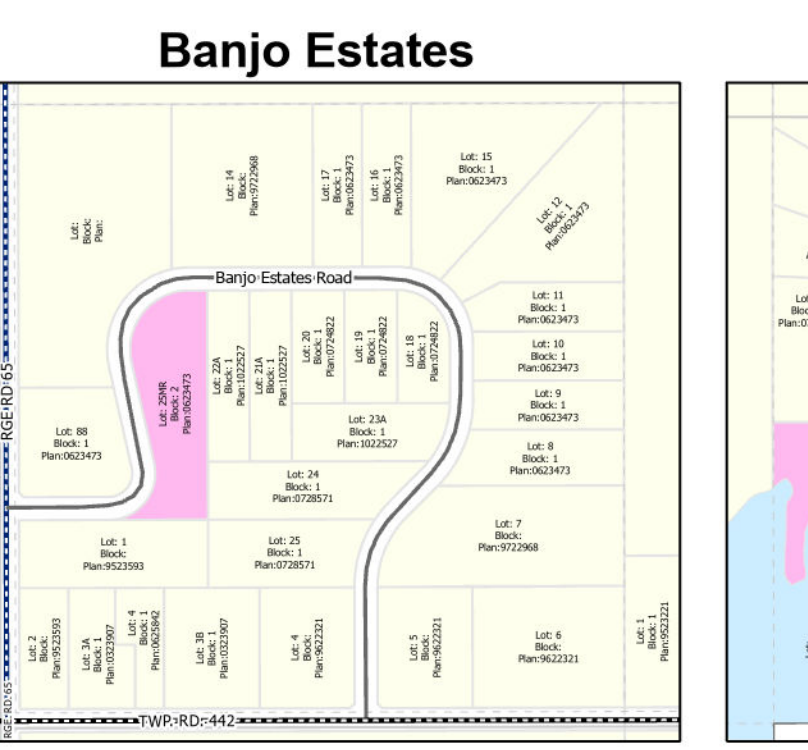 Banjo Estates
Lot:
Block:
Plan:
Lot: 14
Block:
Plan:9722968
Lot: 17
Block: 1
Plan:0623473
Lot: 16
Block: 1
Plan:0623473
Lot: 15
Block: 1
Plan:0623473
Lot: 12
Block: 1
Plan:0623473
Banjo Estates Road
Lot: 11
Block: 1
Plan:0623473
Lot: 10
Block: 1
Plan:0623473
Lot: 9
Block: 1
Plan:0623473
Lot: 8
Block: 1
Plan:0623473
Lot: 25MR
Block: 2
Plan:0623473
Lot: 22A
Block: 1
Plan:1022527
Lot: 21A
Block: 1
Plan:1022527
Lot: 20
Block: 1
Plan:0724822
Lot: 19
Block: 1
Plan:0724822
Lot: 18
Block: 1
Plan:0724822
Lot: 23A
Block: 1
Plan:1022527
RGE RD 65
Lot: 88
Block: 1
Plan:0623473
Lot: 24
Block: 1
Plan:0728571
Lot: 7
Block:
Plan:9722968
Lot: 1
Block:
Plan:9523593
Lot: 25
Block: 1
Plan:0728571
Lot: 2
Block:
Plan:9523593
Lot: 3A
Block: 1
Plan:0323907
Lot: 4
Block: 1
Plan:0625842
Lot: 3B
Block: 1
Plan:0323907
Lot: 4
Block:
Plan:9622321
Lot: 5
Block:
Plan:9622321
Lot: 6
Block:
Plan:9622321
Lot: 1
Block: 1
Plan:9523221
RGE RD 65
TWP. RD. 442